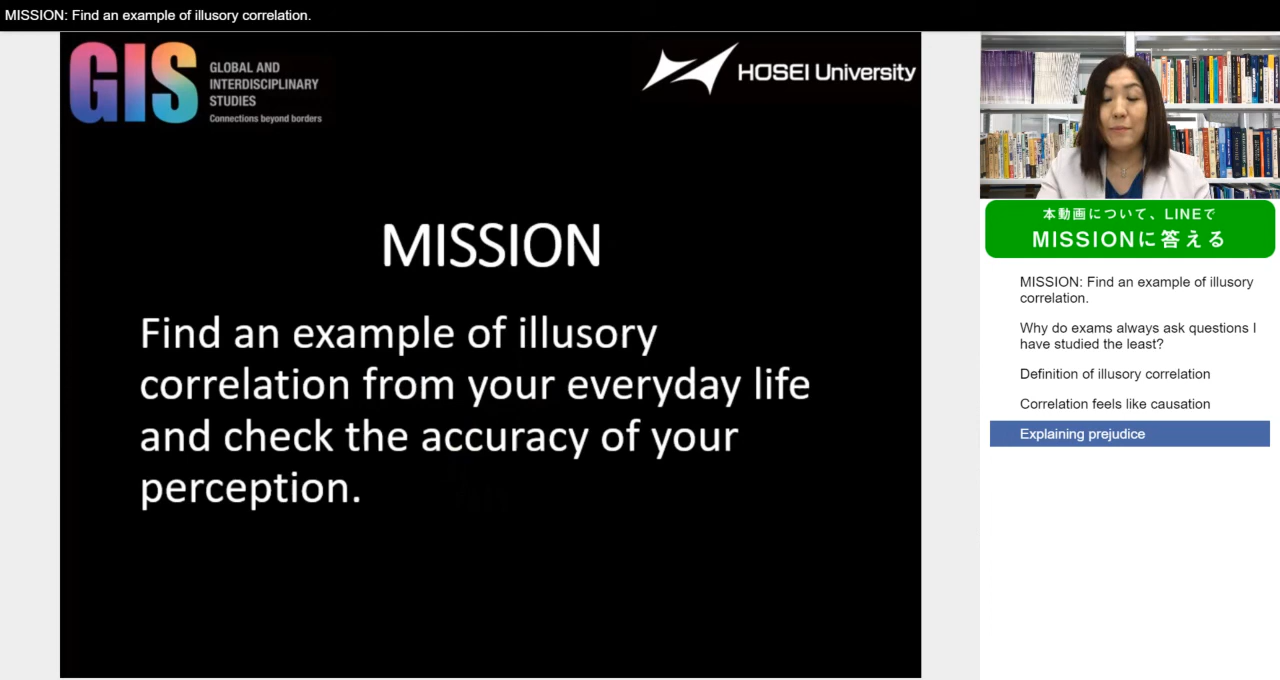 MISSION: Find an example of illusory correlation.
GIS
GLOBAL AND
INTERDISCIPLINARY
STUDIES
Connections beyond borders
HOSEI University
MISSION
Find an example of illusory
correlation from your everyday life
and check the accuracy of your
perception.
本動画について、LINEで
MISSIONに答える
MISSION: Find an example of illusory
correlation.
Why do exams always ask questions I
have studied the least?
Definition of illusory correlation
Correlation feels like causation
Explaining prejudice